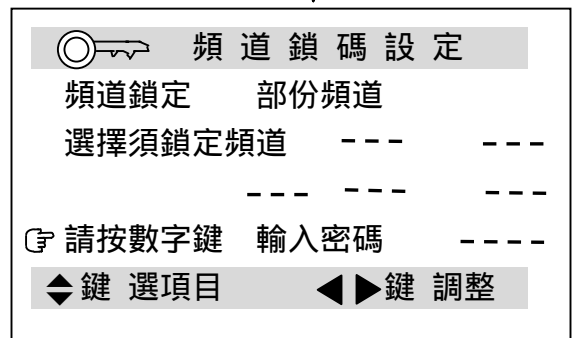 頻道鎖碼設定
頻道鎖定 部份頻道
選擇須鎖定頻道 --- ---
--- --- ---
☞請按數字鍵 輸入密碼 ----
◆鍵 選項目 ◀▶鍵 調整